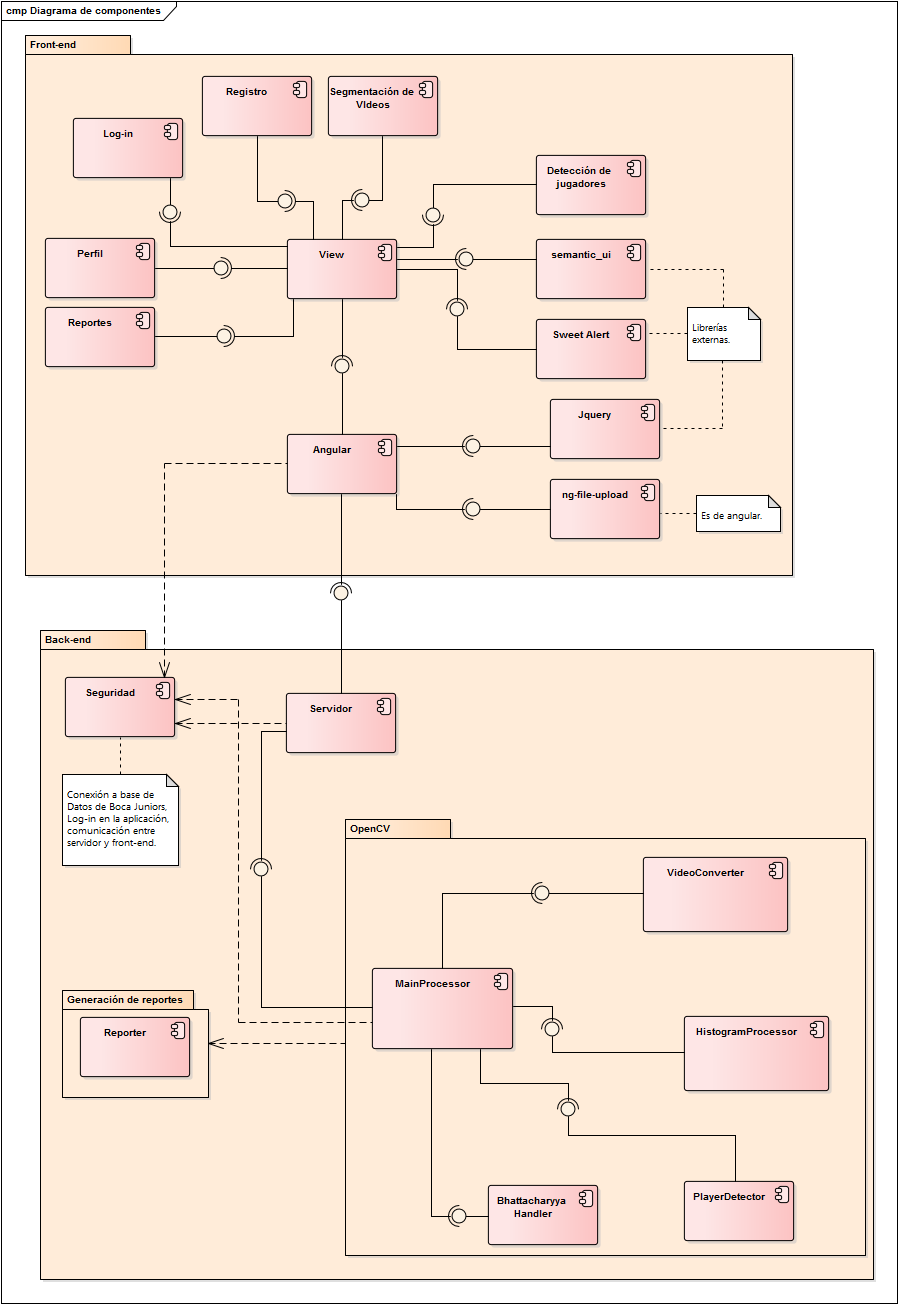 cmp Diagrama de componentes
Front-end
Registro
Segmentación de
VIdeos
Log-in
Detección de
jugadores
Perfil
View
semantic_ui
Reportes
Sweet Alert
Librerías
externas.
Jquery
Angular
ng-file-upload
Es de angular.
Back-end
Seguridad
Servidor
Conexión a base de
Datos de Boca Juniors,
Log-in en la aplicación,
comunicación entre
servidor y front-end.
OpenCV
VideoConverter
MainProcessor
Generación de reportes
Reporter
HistogramProcessor
Bhattacharyya
Handler
PlayerDetector